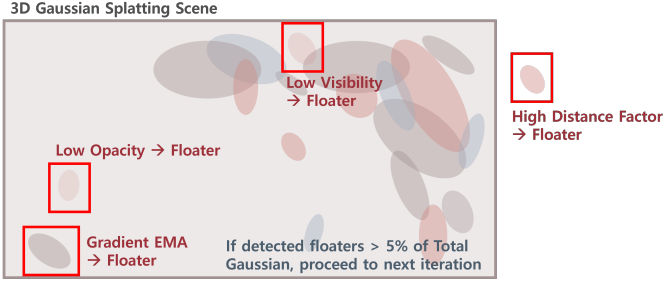 3D Gaussian Splatting Scene
Low Visibility
→ Floater
High Distance Factor
→ Floater
Low Opacity → Floater
Gradient EMA
→ Floater
If detected floaters > 5% of Total
Gaussian, proceed to next iteration